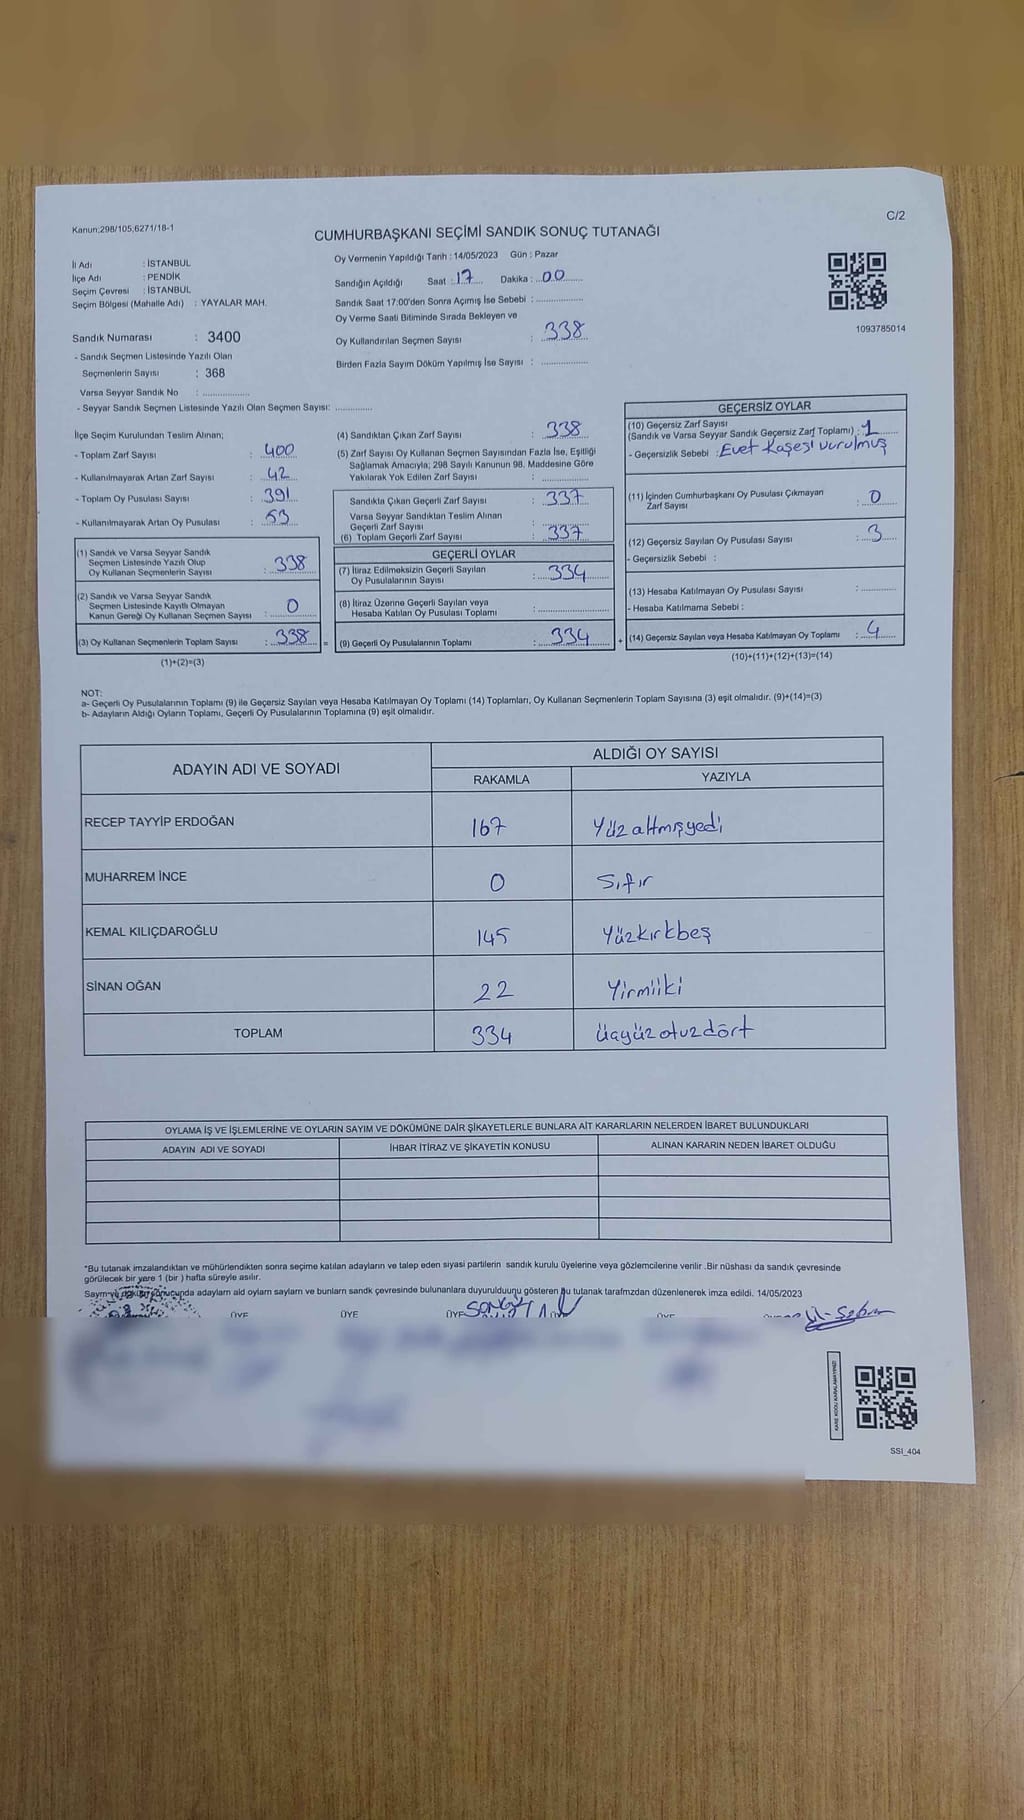 C/2
Kanun;298/105,6271/18-1
CUMHURBAŞKANI SEÇİMİ SANDIK SONUÇ TUTANAĞI
İl Adı : İSTANBUL
İlçe Adı : PENDİK
Seçim Çevresi : İSTANBUL
Seçim Bölgesi (Mahalle Adı) : YAYALAR MAH.
Sandık Numarası : 3400
- Sandık Seçmen Listesinde Yazılı Olan
Seçmenlerin Sayısı : 368
Varsa Seyyar Sandık No : ..................
- Seyyar Sandık Seçmen Listesinde Yazılı Olan Seçmen Sayısı: ..............
Oy Vermenin Yapıldığı Tarih : 14/05/2023 Gün : Pazar
Sandığın Açıldığı Saat : 17 Dakika : 00
Sandık Saat 17:00'den Sonra Açımış İse Sebebi : ..................
Oy Verme Saati Bitiminde Sırada Bekleyen ve
Oy Kullandırılan Seçmen Sayısı : 338
Birden Fazla Sayım Döküm Yapılmış İse Sayısı : ..................
1093785014
İlçe Seçim Kurulundan Teslim Alınan;
- Toplam Zarf Sayısı : 400
- Kullanılmayarak Artan Zarf Sayısı : 42
- Toplam Oy Pusulası Sayısı : 391
- Kullanılmayarak Artan Oy Pusulası : 53
(1) Sandık ve Varsa Seyyar Sandık
Seçmen Listesinde Yazılı Olup
Oy Kullanan Seçmenlerin Sayısı : 338
(2) Sandık ve Varsa Seyyar Sandık
Seçmen Listesinde Kayıtlı Olmayan
Kanun Gereği Oy Kullanan Seçmen Sayısı : 0
(3) Oy Kullanan Seçmenlerin Toplam Sayısı : 338 =
(1)+(2)=(3)
(4) Sandıktan Çıkan Zarf Sayısı : 338
(5) Zarf Sayısı Oy Kullanan Seçmen Sayısından Fazla İse, Eşitliği
Sağlamak Amacıyla; 298 Sayılı Kanunun 98. Maddesine Göre
Yakılarak Yok Edilen Zarf Sayısı : ..................
Sandıkta Çıkan Geçerli Zarf Sayısı : 337
Varsa Seyyar Sandıktan Teslim Alınan
Geçerli Zarf Sayısı : ..................
(6) Toplam Geçerli Zarf Sayısı : 337
GEÇERLİ OYLAR
(7) İtiraz Edilmeksizin Geçerli Sayılan
Oy Pusulalarının Sayısı : 334
(8) İtiraz Üzerine Geçerli Sayılan veya
Hesaba Katılan Oy Pusulası Toplamı : ..................
(9) Geçerli Oy Pusulalarının Toplamı : 334 +
GEÇERSİZ OYLAR
(10) Geçersiz Zarf Sayısı
(Sandık ve Varsa Seyyar Sandık Geçersiz Zarf Toplamı) : 1
- Geçersizlik Sebebi : Evet Kaşesi vurulmuş
(11) İçinden Cumhurbaşkanı Oy Pusulası Çıkmayan
Zarf Sayısı : 0
(12) Geçersiz Sayılan Oy Pusulası Sayısı : 3
- Geçersizlik Sebebi :
(13) Hesaba Katılmayan Oy Pusulası Sayısı : ..................
- Hesaba Katılmama Sebebi :
(14) Geçersiz Sayılan veya Hesaba Katılmayan Oy Toplamı : 4
(10)+(11)+(12)+(13)=(14)
NOT:
a- Geçerli Oy Pusulalarının Toplamı (9) ile Geçersiz Sayılan veya Hesaba Katılmayan Oy Toplamı (14) Toplamları, Oy Kullanan Seçmenlerin Toplam Sayısına (3) eşit olmalıdır. (9)+(14)=(3)
b- Adayların Aldığı Oyların Toplamı, Geçerli Oy Pusulalarının Toplamına (9) eşit olmalıdır.
ADAYIN ADI VE SOYADI ALDIĞI OY SAYISI
RAKAMLA YAZIYLA
RECEP TAYYİP ERDOĞAN 167 Yüz altmışyedi
MUHARREM İNCE 0 Sıfır
KEMAL KILIÇDAROĞLU 145 Yüzkırkbeş
SİNAN OĞAN 22 Yirmiiki
TOPLAM 334 üçyüzotuzdört
OYLAMA İŞ VE İŞLEMLERİNE VE OYLARIN SAYIM VE DÖKÜMÜNE DAİR ŞİKAYETLERLE BUNLARA AİT KARARLARIN NELERDEN İBARET BULUNDUKLARI
ADAYIN ADI VE SOYADI İHBAR İTİRAZ VE ŞİKAYETİN KONUSU ALINAN KARARIN NEDEN İBARET OLDUĞU
*Bu tutanak imzalandıktan ve mühürlendikten sonra seçime katılan adayların ve talep eden siyasi partilerin sandık kurulu üyelerine veya gözlemcilerine verilir .Bir nüshası da sandık çevresinde
görülecek bir yere 1 (bir ) hafta süreyle asılır.
Sayım ve döküm sonucunda adayların ald oyların sayların ve bunların sandk çevresinde bulunanlara duyurulduunu gösteren bu tutanak tarafmzdan düzenlenerek imza edildi. 14/05/2023
ÜYE ÜYE ÜYE ÜYE ÜYE
KARE KODU KARALAMAYINIZ!
SSI_404